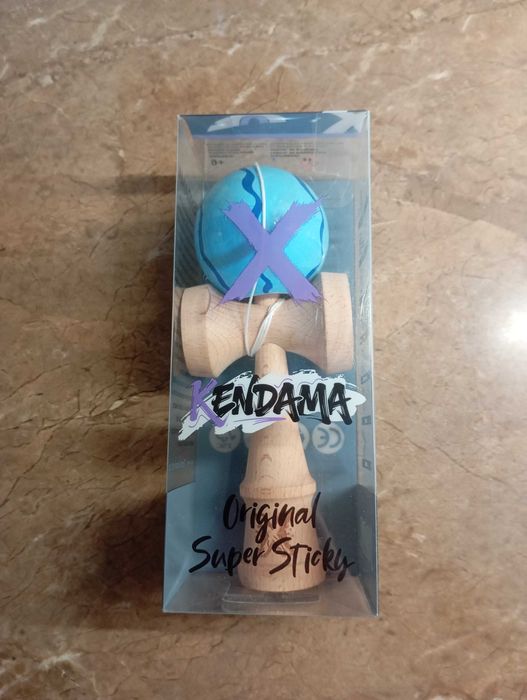 X
KENDAMA
Original
Super Sticky